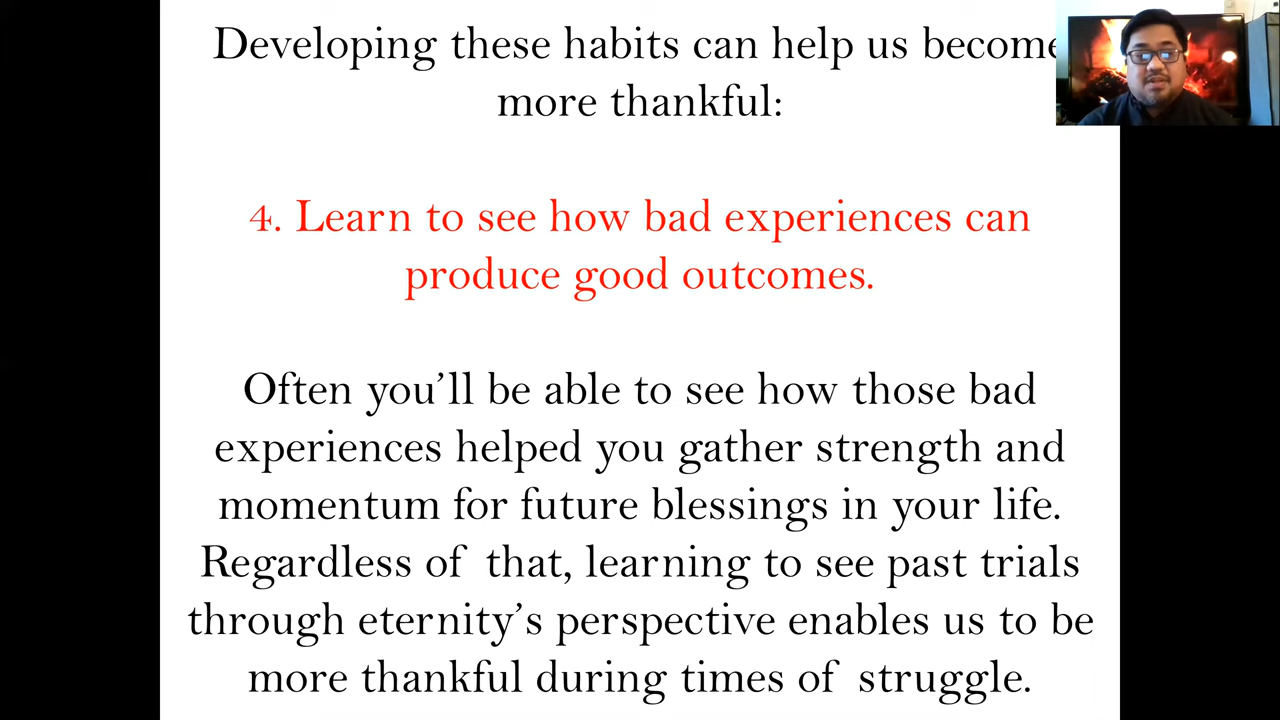 Developing these habits can help us become
more thankful:
4. Learn to see how bad experiences can
produce good outcomes.
Often you’ll be able to see how those bad
experiences helped you gather strength and
momentum for future blessings in your life.
Regardless of that, learning to see past trials
through eternity’s perspective enables us to be
more thankful during times of struggle.